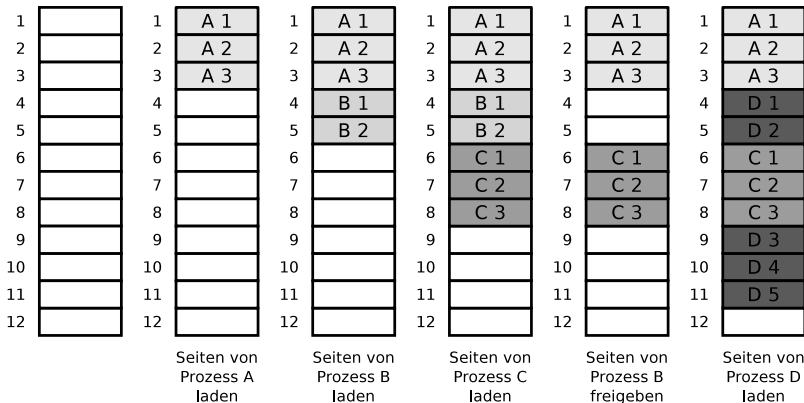 1 1 A 1 1 A 1 1 A 1 1 A 1 1 A 1
2 2 A 2 2 A 2 2 A 2 2 A 2 2 A 2
3 3 A 3 3 A 3 3 A 3 3 A 3 3 A 3
4 4 4 B 1 4 B 1 4 4 D 1
5 5 5 B 2 5 B 2 5 5 D 2
6 6 6 6 C 1 6 C 1 6 C 1
7 7 7 7 C 2 7 C 2 7 C 2
8 8 8 8 C 3 8 C 3 8 C 3
9 9 9 9 9 9 D 3
10 10 10 10 10 10 D 4
11 11 11 11 11 11 D 5
12 12 12 12 12 12
Seiten von
Prozess A
laden
Seiten von
Prozess B
laden
Seiten von
Prozess C
laden
Seiten von
Prozess B
freigeben
Seiten von
Prozess D
laden